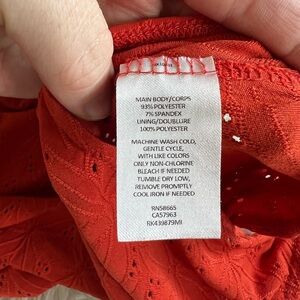 MAIN BODY/CORPS
93% POLYESTER
7% SPANDEX
LINING/DOUBLURE
100% POLYESTER
MACHINE WASH COLD,
GENTLE CYCLE,
WITH LIKE COLORS
ONLY NON-CHLORINE
BLEACH IF NEEDED
TUMBLE DRY LOW,
REMOVE PROMPTLY
COOL IRON IF NEEDED
RN58665
CA57963
RK439879MI